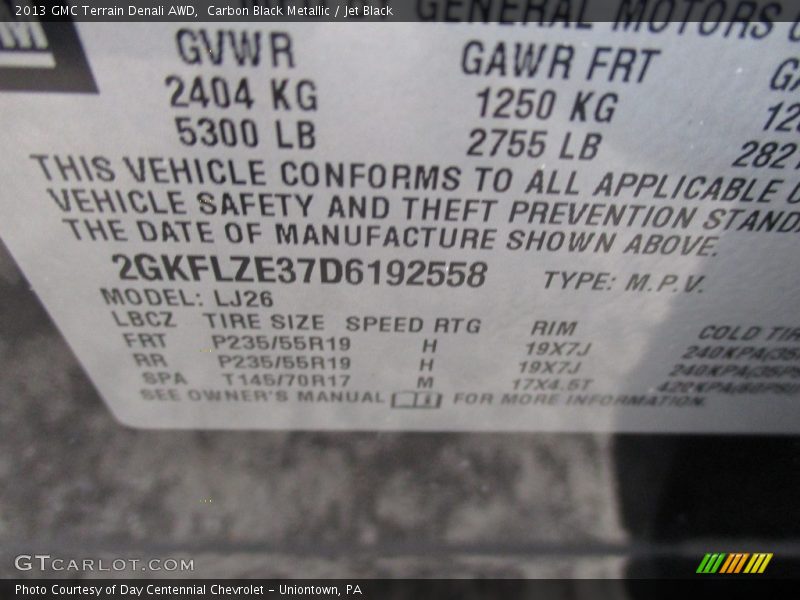 2013 GMC Terrain Denali AWD, Carbon Black Metallic / Jet Black
GENERAL MOTORS
GVWR GAWR FRT
2404 KG 1250 KG
5300 LB 2755 LB
THIS VEHICLE CONFORMS TO ALL APPLICABLE
VEHICLE SAFETY AND THEFT PREVENTION
THE DATE OF MANUFACTURE SHOWN ABOVE.
2GKFLZE37D6192558 TYPE: M.P.V.
MODEL: LJ26
LBCZ TIRE SIZE SPEED RTG RIM COLD
FRT P235/55R19 H 19X7J
RR P235/55R19 H 19X7J
SPA T145/70R17 M 17X4.5T
SEE OWNER'S MANUAL FOR MORE INFORMATION.
GTCARLOT.COM
Photo Courtesy of Day Centennial Chevrolet - Uniontown, PA